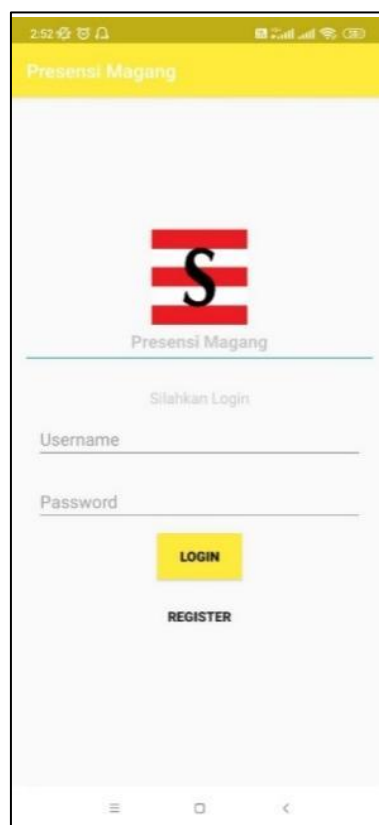 2:52
Presensi Magang
S
Presensi Magang
Silahkan Login
Username
Password
LOGIN
REGISTER